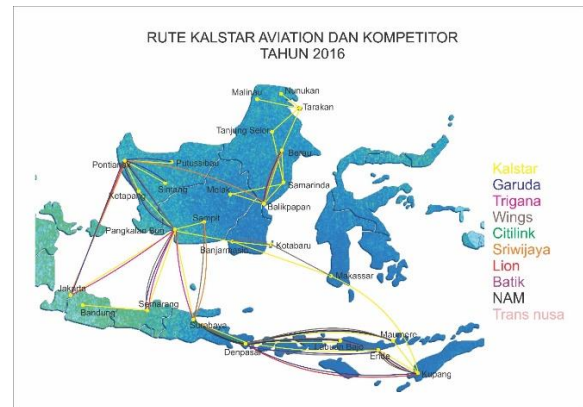 RUTE KALSTAR AVIATION DAN KOMPETITOR
TAHUN 2016
Nunukan
Malinau
Tarakan
Tanjung Selor
Berau
Pontianak
Putussibau
Sintang
Melak
Samarinda
Ketapang
Balikpapan
Sampit
Pangkalan Bun
Banjarmasin
Kotabaru
Makassar
Jakarta
Bandung
Semarang
Surabaya
Denpasar
Labuan Bajo
Maumere
Ende
Kupang
Kalstar
Garuda
Trigana
Wings
Citilink
Sriwijaya
Lion
Batik
NAM
Trans nusa